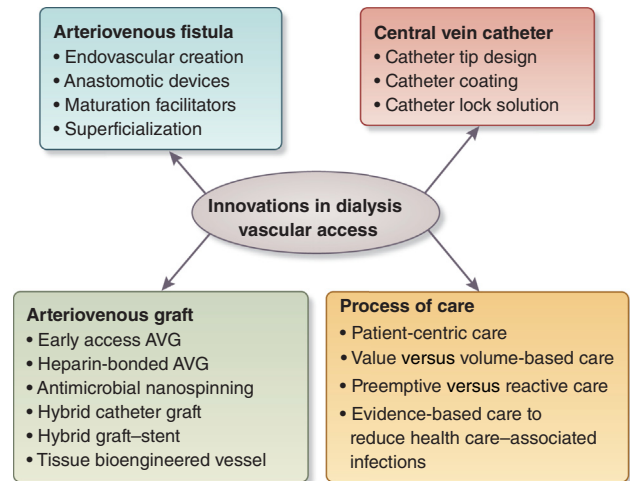 Arteriovenous fistula
• Endovascular creation
• Anastomotic devices
• Maturation facilitators
• Superficialization
Central vein catheter
• Catheter tip design
• Catheter coating
• Catheter lock solution
Innovations in dialysis
vascular access
Arteriovenous graft
• Early access AVG
• Heparin-bonded AVG
• Antimicrobial nanospinning
• Hybrid catheter graft
• Hybrid graft–stent
• Tissue bioengineered vessel
Process of care
• Patient-centric care
• Value versus volume-based care
• Preemptive versus reactive care
• Evidence-based care to
reduce health care–associated
infections